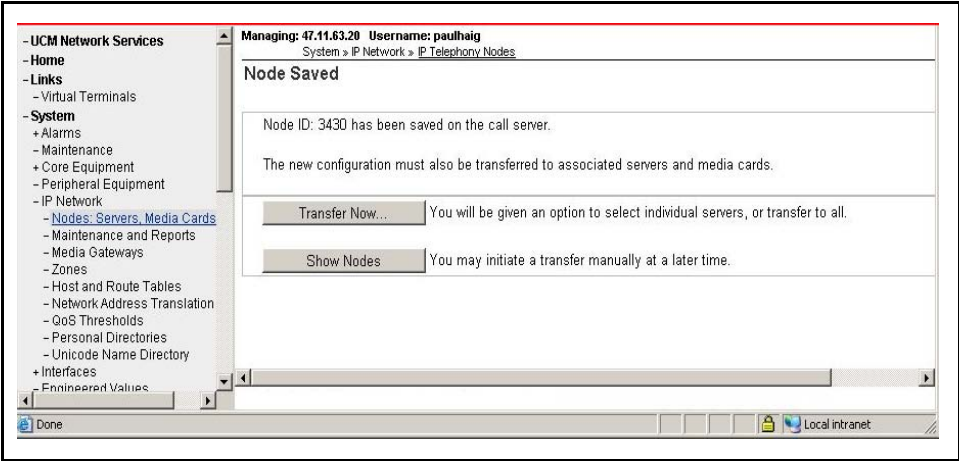 - UCM Network Services
- Home
- Links
- Virtual Terminals
- System
+ Alarms
- Maintenance
+ Core Equipment
- Peripheral Equipment
- IP Network
- Nodes: Servers, Media Cards
- Maintenance and Reports
- Media Gateways
- Zones
- Host and Route Tables
- Network Address Translation
- QoS Thresholds
- Personal Directories
- Unicode Name Directory
+ Interfaces
- Engineered Values
Managing: 47.11.63.20 Username: paulhaig
System » IP Network » IP Telephony Nodes
Node Saved
Node ID: 3430 has been saved on the call server.
The new configuration must also be transferred to associated servers and media cards.
Transfer Now... You will be given an option to select individual servers, or transfer to all.
Show Nodes You may initiate a transfer manually at a later time.
Done Local intranet